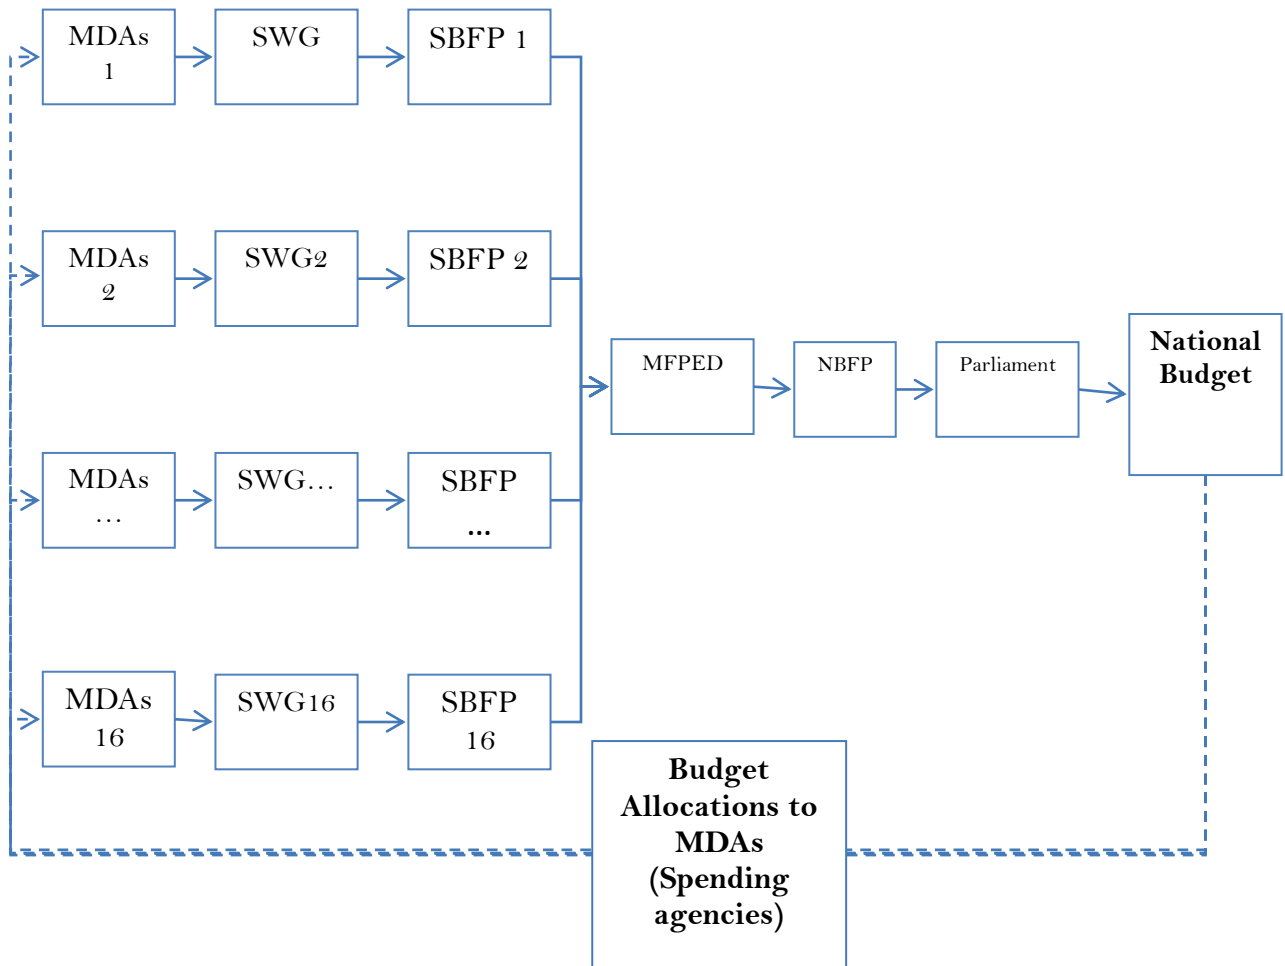 MDAs
1
SWG
SBFP 1
MDAs
2
SWG2
SBFP 2
MFPED
NBFP
Parliament
National
Budget
MDAs
…
SWG…
SBFP
…
MDAs
16
SWG16
SBFP
16
Budget
Allocations to
MDAs
(Spending
agencies)